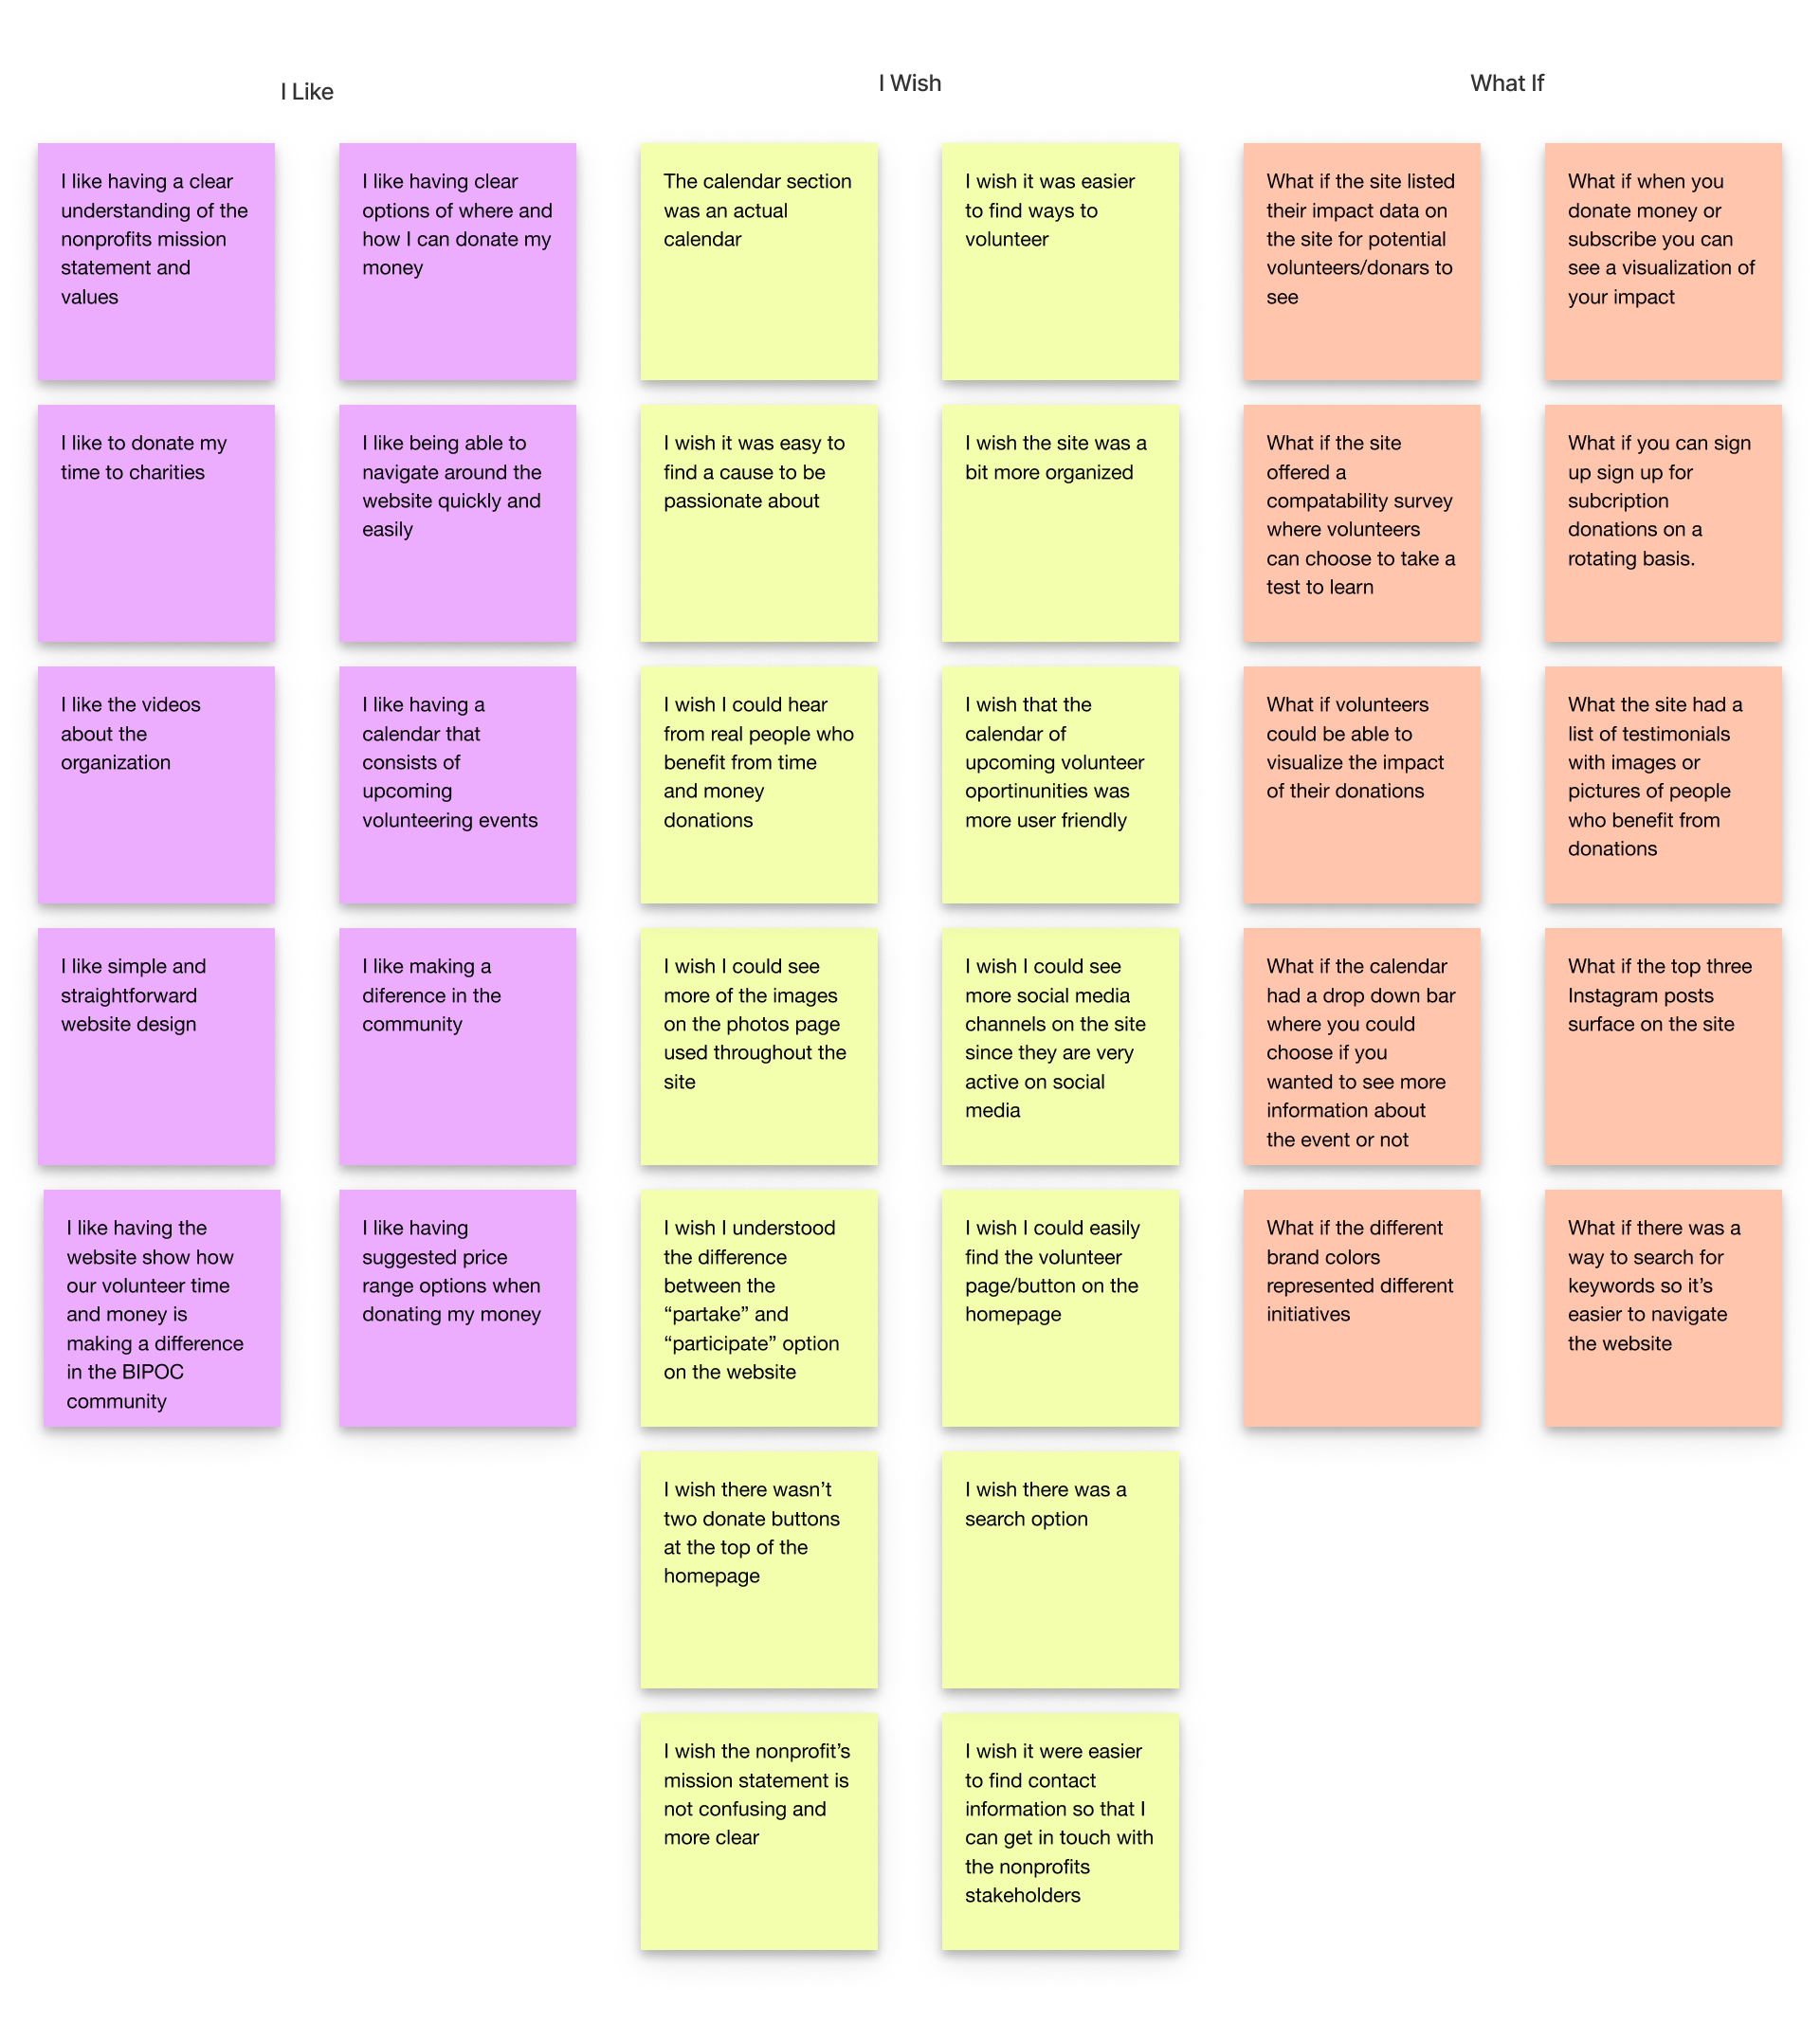 I Like
I like having a clear
understanding of the
nonprofits mission
statement and
values
I like having clear
options of where and
how I can donate my
money
I like to donate my
time to charities
I like being able to
navigate around the
website quickly and
easily
I like the videos
about the
organization
I like having a
calendar that
consists of
upcoming
volunteering events
I like simple and
straightforward
website design
I like making a
diference in the
community
I like having the
website show how
our volunteer time
and money is
making a difference
in the BIPOC
community
I like having
suggested price
range options when
donating my money
I Wish
The calendar section
was an actual
calendar
I wish it was easier
to find ways to
volunteer
I wish it was easy to
find a cause to be
passionate about
I wish the site was a
bit more organized
I wish I could hear
from real people who
benefit from time
and money
donations
I wish that the
calendar of
upcoming volunteer
oportinunities was
more user friendly
I wish I could see
more of the images
on the photos page
used throughout the
site
I wish I could see
more social media
channels on the site
since they are very
active on social
media
I wish I understood
the difference
between the
“partake” and
“participate” option
on the website
I wish I could easily
find the volunteer
page/button on the
homepage
I wish there wasn’t
two donate buttons
at the top of the
homepage
I wish there was a
search option
I wish the nonprofit’s
mission statement is
not confusing and
more clear
I wish it were easier
to find contact
information so that I
can get in touch with
the nonprofits
stakeholders
What If
What if the site listed
their impact data on
the site for potential
volunteers/donars to
see
What if when you
donate money or
subscribe you can
see a visualization of
your impact
What if the site
offered a
compatability survey
where volunteers
can choose to take a
test to learn
What if you can sign
up sign up for
subcription
donations on a
rotating basis.
What if volunteers
could be able to
visualize the impact
of their donations
What the site had a
list of testimonials
with images or
pictures of people
who benefit from
donations
What if the calendar
had a drop down bar
where you could
choose if you
wanted to see more
information about
the event or not
What if the top three
Instagram posts
surface on the site
What if the different
brand colors
represented different
initiatives
What if there was a
way to search for
keywords so it’s
easier to navigate
the website